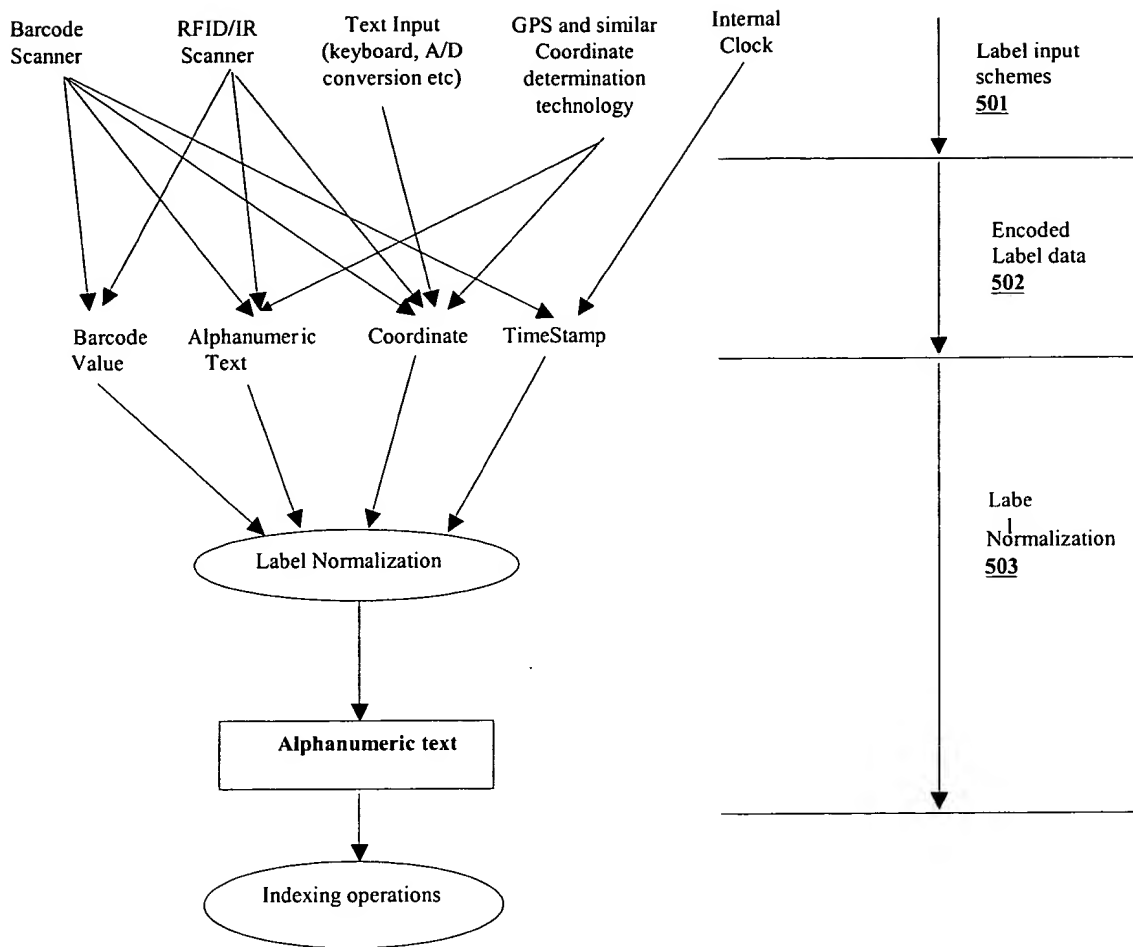 Barcode
Scanner
RFID/IR
Scanner
Text Input
(keyboard, A/D
conversion etc)
GPS and similar
Coordinate
determination
technology
Internal
Clock
Label input
schemes
501
Encoded
Label data
502
Barcode
Value
Alphanumeric
Text
Coordinate
TimeStamp
Labe
l
Normalization
503
Label Normalization
Alphanumeric text
Indexing operations